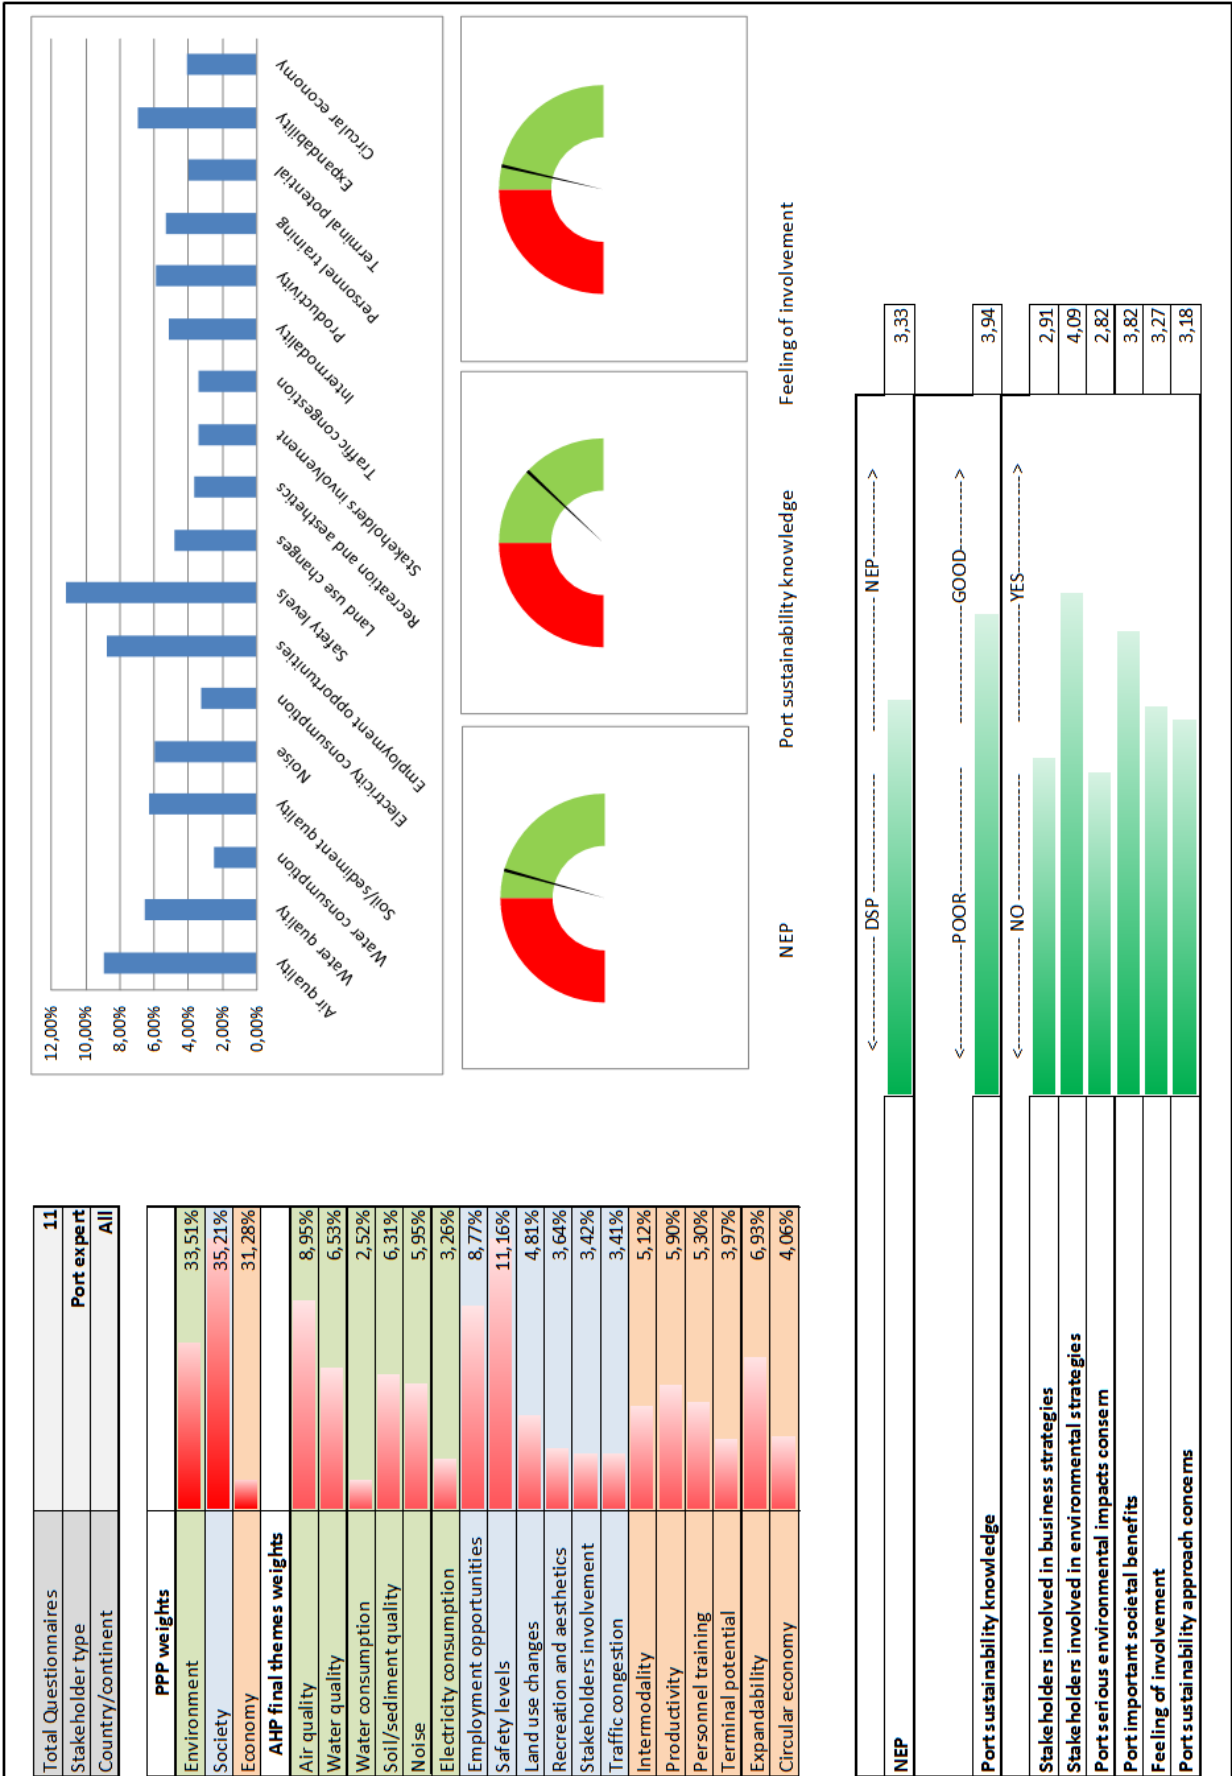 Total Questionnaires 11
Stakeholder type Port expert
Country/continent All
PPP weights
Environment 33,51%
Society 35,21%
Economy 31,28%
AHP final themes weights
Air quality 8,95%
Water quality 6,53%
Water consumption 2,52%
Soil/sediment quality 6,31%
Noise 5,95%
Electricity consumption 3,26%
Employment opportunities 8,77%
Safety levels 11,16%
Land use changes 4,81%
Recreation and aesthetics 3,64%
Stakeholders involvement 3,42%
Traffic congestion 3,41%
Intermodality 5,12%
Productivity 5,90%
Personnel training 5,30%
Terminal potential 3,97%
Expandability 6,93%
Circular economy 4,06%
12,00%
10,00%
8,00%
6,00%
4,00%
2,00%
0,00%
Air quality
Water quality
Water consumption
Soil/sediment quality
Noise
Electricity consumption
Employment opportunities
Safety levels
Land use changes
Recreation and aesthetics
Stakeholders involvement
Traffic congestion
Intermodality
Productivity
Personnel training
Terminal potential
Expandability
Circular economy
NEP
Port sustainability knowledge
Feeling of involvement
<---------- DSP ---------- ---------- NEP ---------->
NEP 3,33
<----------POOR---------- ----------GOOD---------->
Port sustainability knowledge 3,94
<---------- NO ---------- ----------YES---------->
Stakeholders involved in business strategies 2,91
Stakeholders involved in environmental strategies 4,09
Port serious environmental impacts consern 2,82
Port important societal benefits 3,82
Feeling of involvement 3,27
Port sustainability approach concerns 3,18